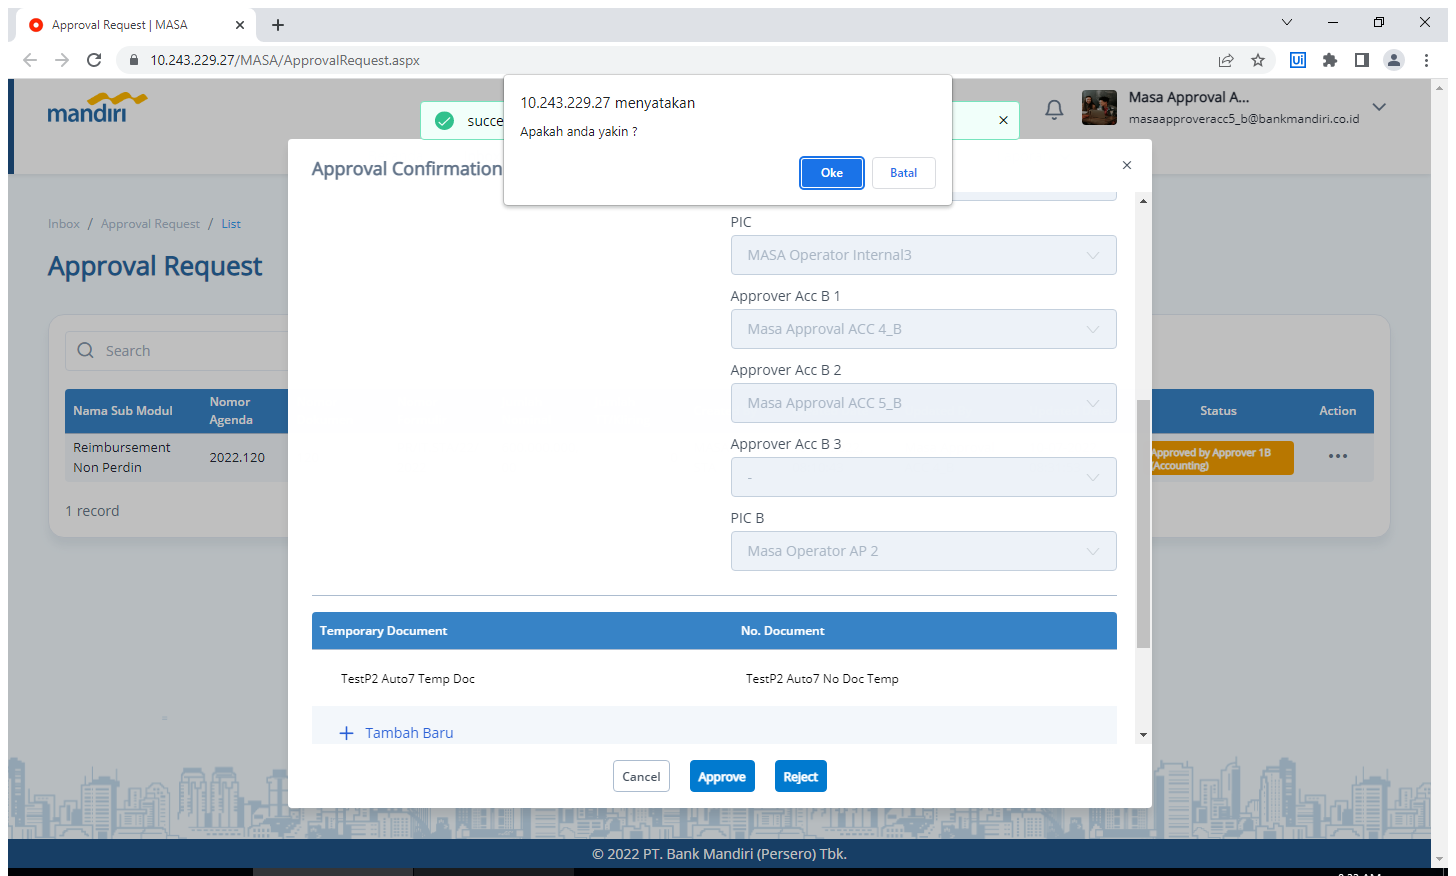 Approval Request | MASA
10.243.229.27/MASA/ApprovalRequest.aspx
Ui
mandiri
succe
10.243.229.27 menyatakan
Apakah anda yakin ?
Oke
Batal
Masa Approval A...
masaapproveracc5_b@bankmandiri.co.id
Approval Confirmation
Inbox / Approval Request / List
Approval Request
Search
Nama Sub Modul
Nomor
Agenda
Status
Action
Reimbursement
Non Perdin
2022.120
Approved by Approver 1B
(Accounting)
1 record
PIC
MASA Operator Internal3
Approver Acc B 1
Masa Approval ACC 4_B
Approver Acc B 2
Masa Approval ACC 5_B
Approver Acc B 3
-
PIC B
Masa Operator AP 2
Temporary Document
No. Document
TestP2 Auto7 Temp Doc
TestP2 Auto7 No Doc Temp
+ Tambah Baru
Cancel
Approve
Reject
© 2022 PT. Bank Mandiri (Persero) Tbk.